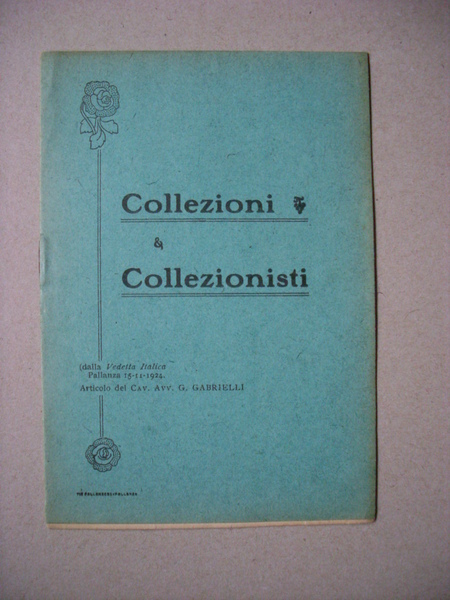 Collezioni
&
Collezionisti
(dalla Vedetta Italica
Pallanza 15-11-1924.
Articolo del CAV. AVV. G. GABRIELLI